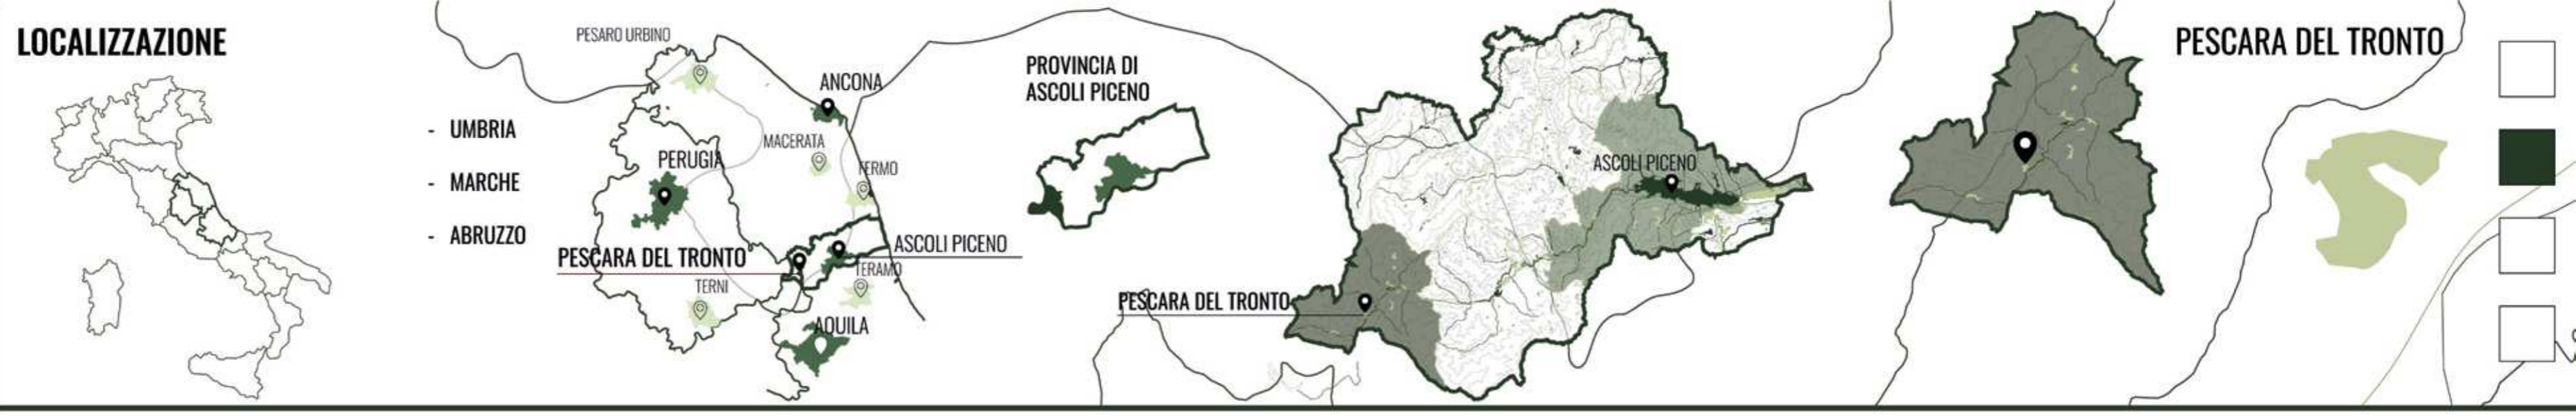 LOCALIZZAZIONE
- UMBRIA
- MARCHE
- ABRUZZO
PESARO URBINO
ANCONA
MACERATA
PERUGIA
FERMO
PESCARA DEL TRONTO
ASCOLI PICENO
TERAMO
TERNI
AQUILA
PROVINCIA DI
ASCOLI PICENO
ASCOLI PICENO
PESCARA DEL TRONTO
PESCARA DEL TRONTO